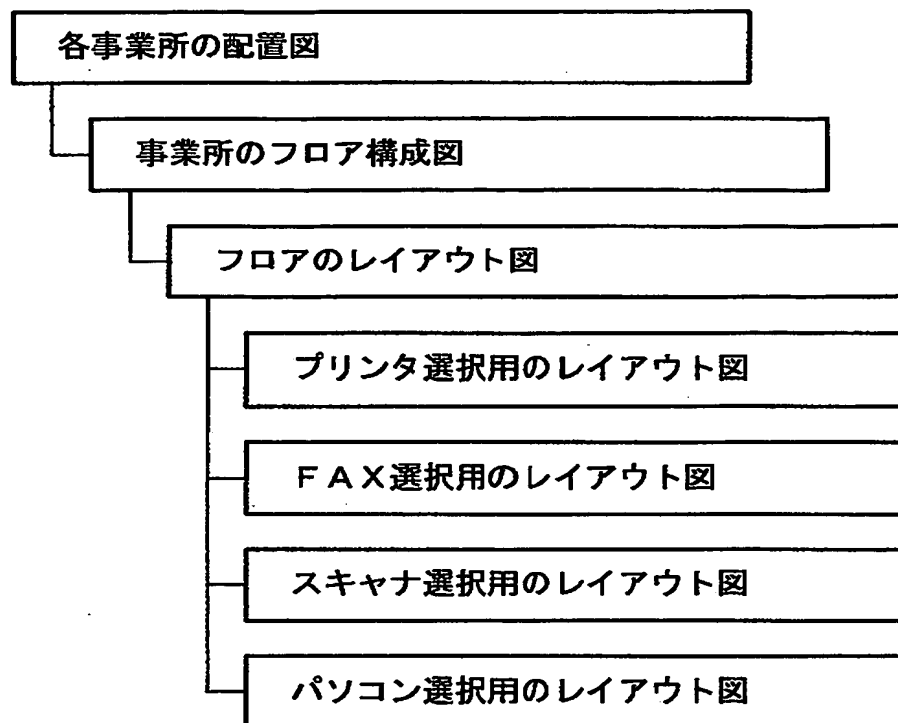 各事業所の配置図
事業所のフロア構成図
フロアのレイアウト図
プリンタ選択用のレイアウト図
ＦＡＸ選択用のレイアウト図
スキャナ選択用のレイアウト図
パソコン選択用のレイアウト図